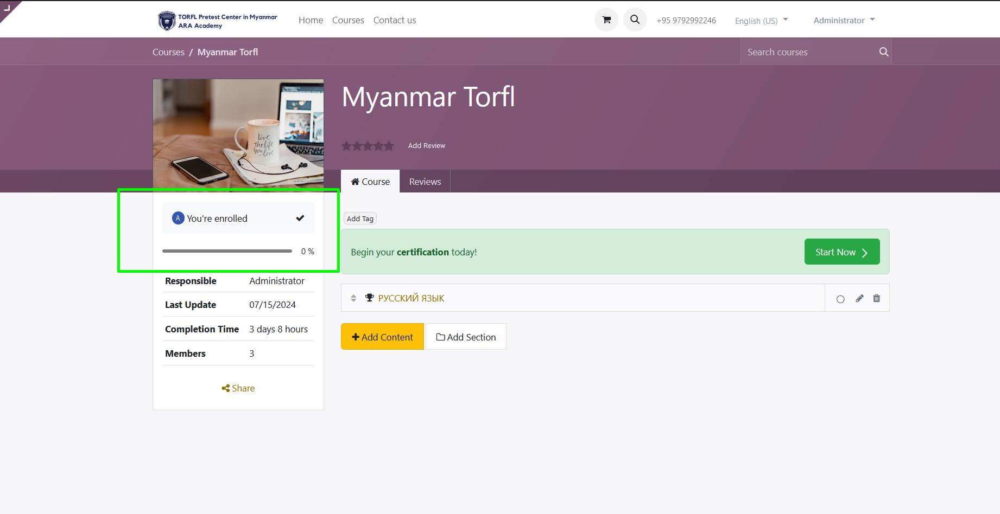 TORFL Pretest Center in Myanmar
ARA Academy
Home Courses Contact us
+95 9792992246
English (US)
Administrator
Courses / Myanmar Torfl
Search courses
live
the life
you love
Myanmar Torfl
Add Review
Course
Reviews
A You're enrolled
0 %
Responsible Administrator
Last Update 07/15/2024
Completion Time 3 days 8 hours
Members 3
Share
Add Tag
Begin your certification today!
Start Now
РУССКИЙ ЯЗЫК
Add Content
Add Section